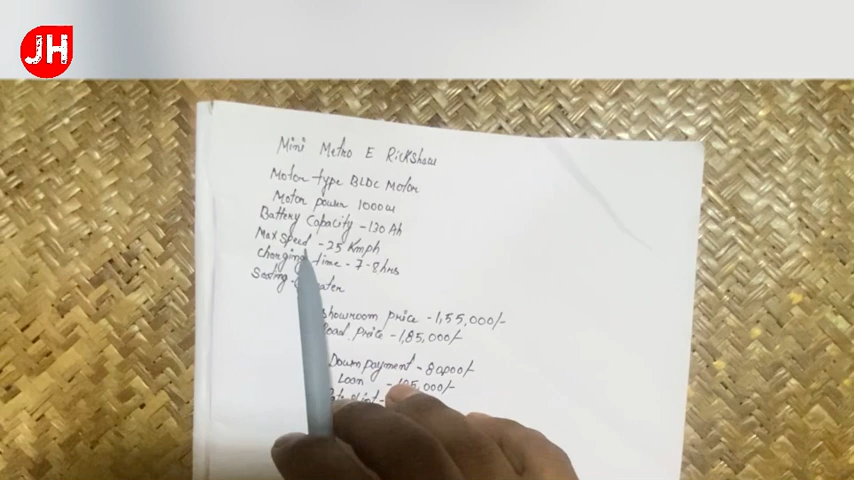 JH
Mini Metro E Rickshaw
Motor type BLDC Motor
Motor power 1000w
Battery Capacity - 130 Ah
Max Speed - 25 Kmph
Charging time - 7-8 hrs
showroom price - 1,55,000/-
Road price - 1,85,000/-
Down payment - 80,000/-
Loan - 105,000/-